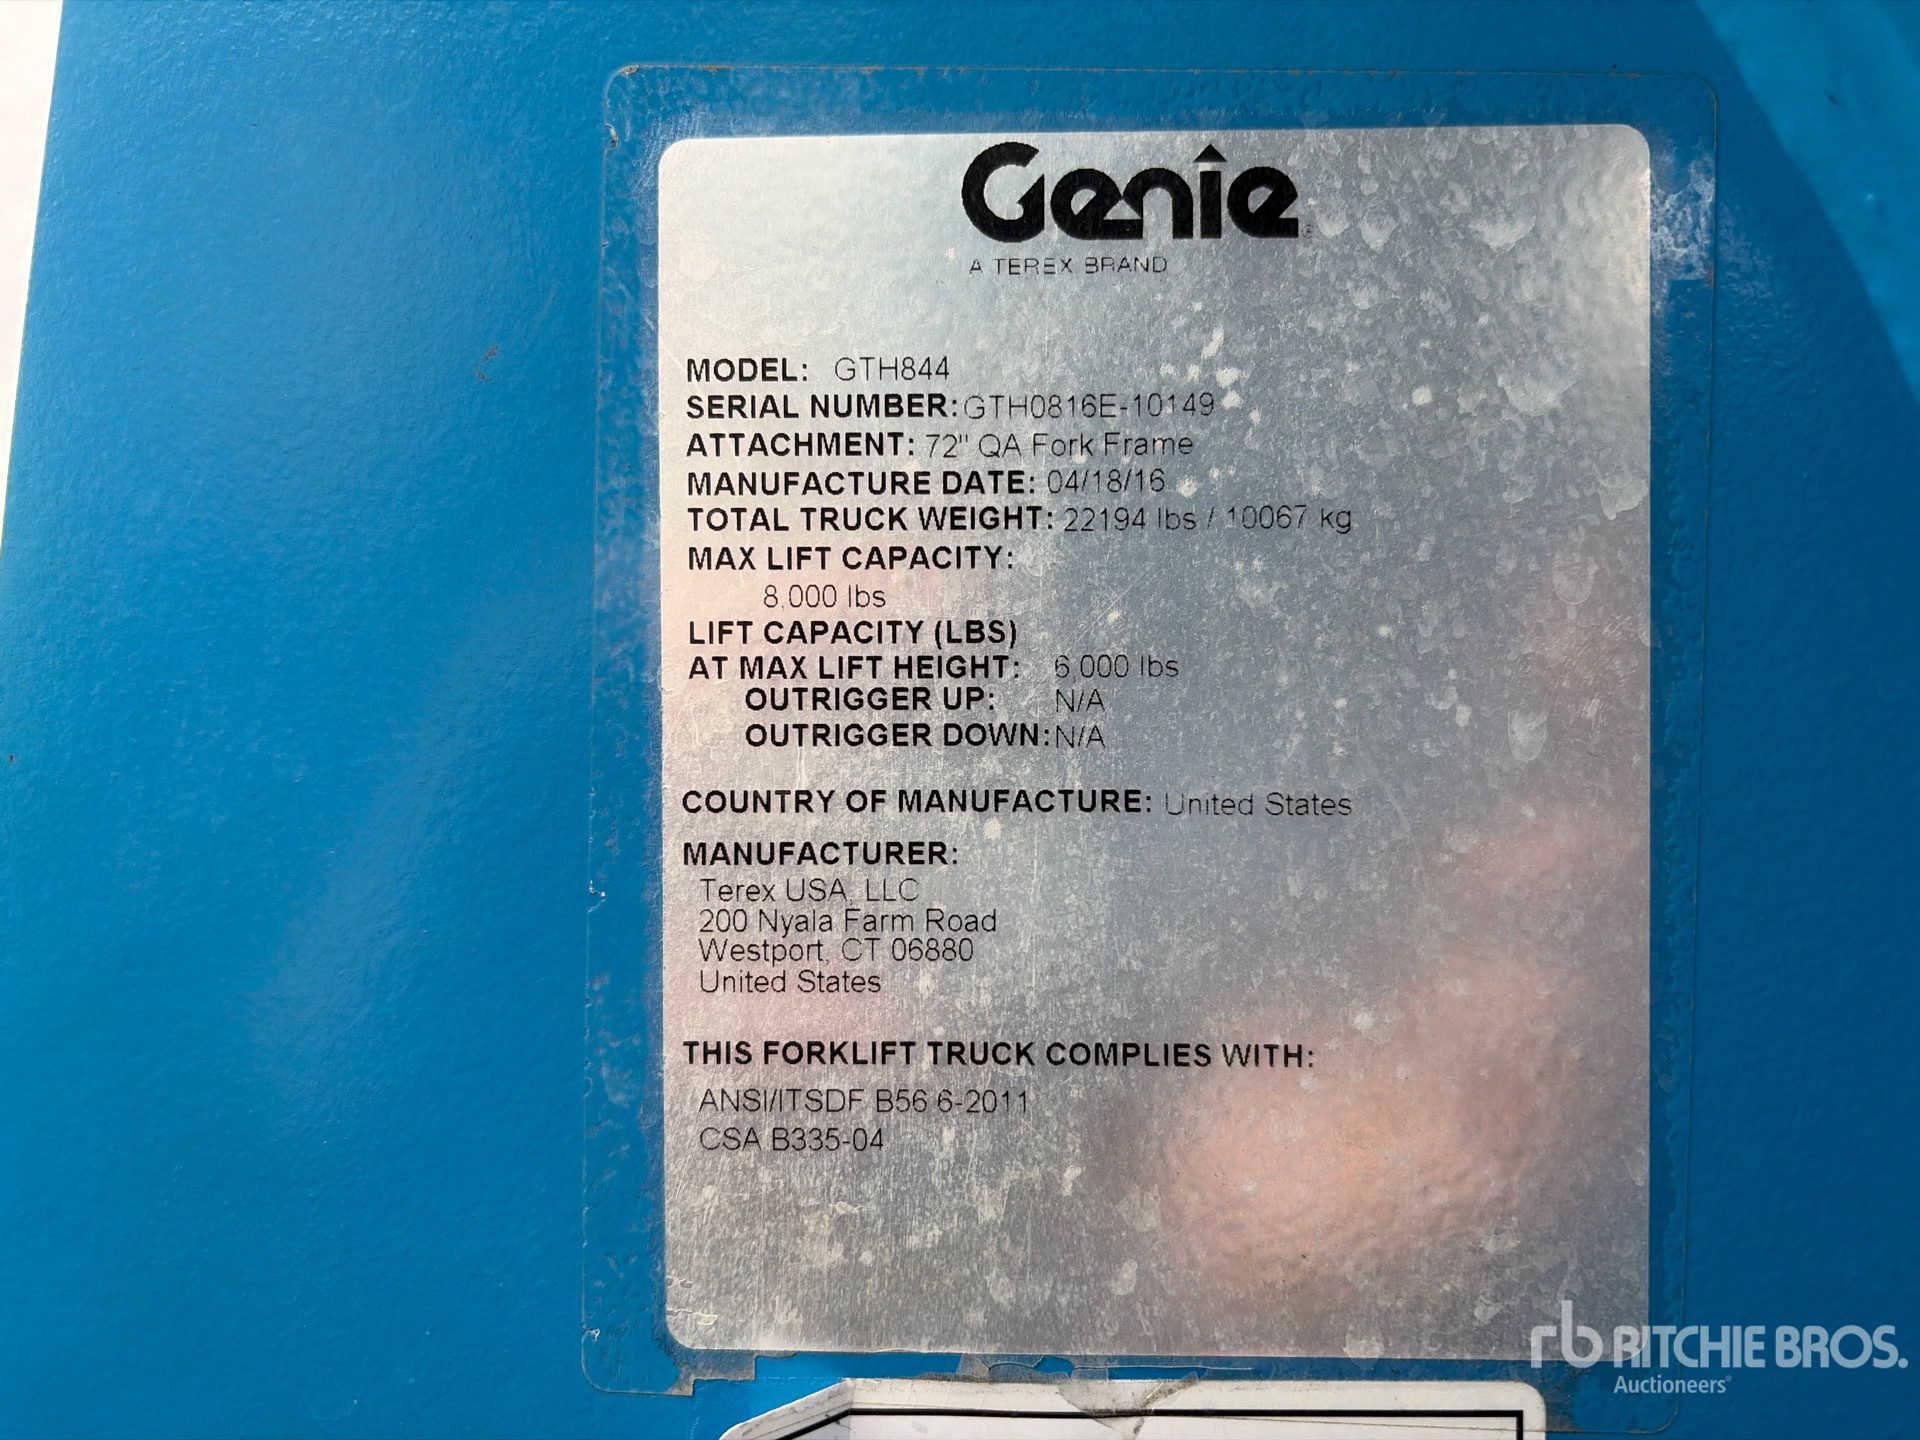 Genie
A TEREX BRAND
MODEL: GTH844
SERIAL NUMBER: GTH0816E-10149
ATTACHMENT: 72" QA Fork Frame
MANUFACTURE DATE: 04/18/16
TOTAL TRUCK WEIGHT: 22194 lbs / 10067 kg
MAX LIFT CAPACITY:
8,000 lbs
LIFT CAPACITY (LBS)
AT MAX LIFT HEIGHT: 6,000 lbs
OUTRIGGER UP: N/A
OUTRIGGER DOWN: N/A
COUNTRY OF MANUFACTURE: United States
MANUFACTURER:
Terex USA, LLC
200 Nyala Farm Road
Westport, CT 06880
United States
THIS FORKLIFT TRUCK COMPLIES WITH:
ANSI/ITSDF B56.6-2011
CSA B335-04
rb RITCHIE BROS.
Auctioneers®